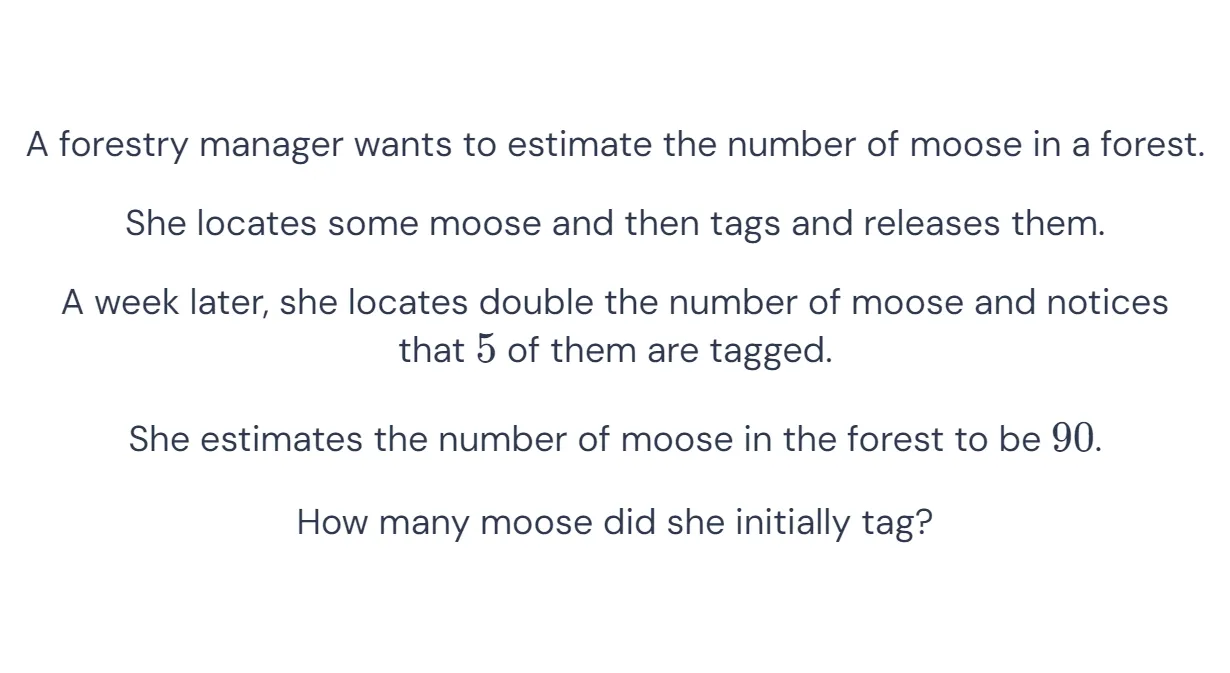 A forestry manager wants to estimate the number of moose in a forest.
She locates some moose and then tags and releases them.
A week later, she locates double the number of moose and notices
that 5 of them are tagged.
She estimates the number of moose in the forest to be 90.
How many moose did she initially tag?